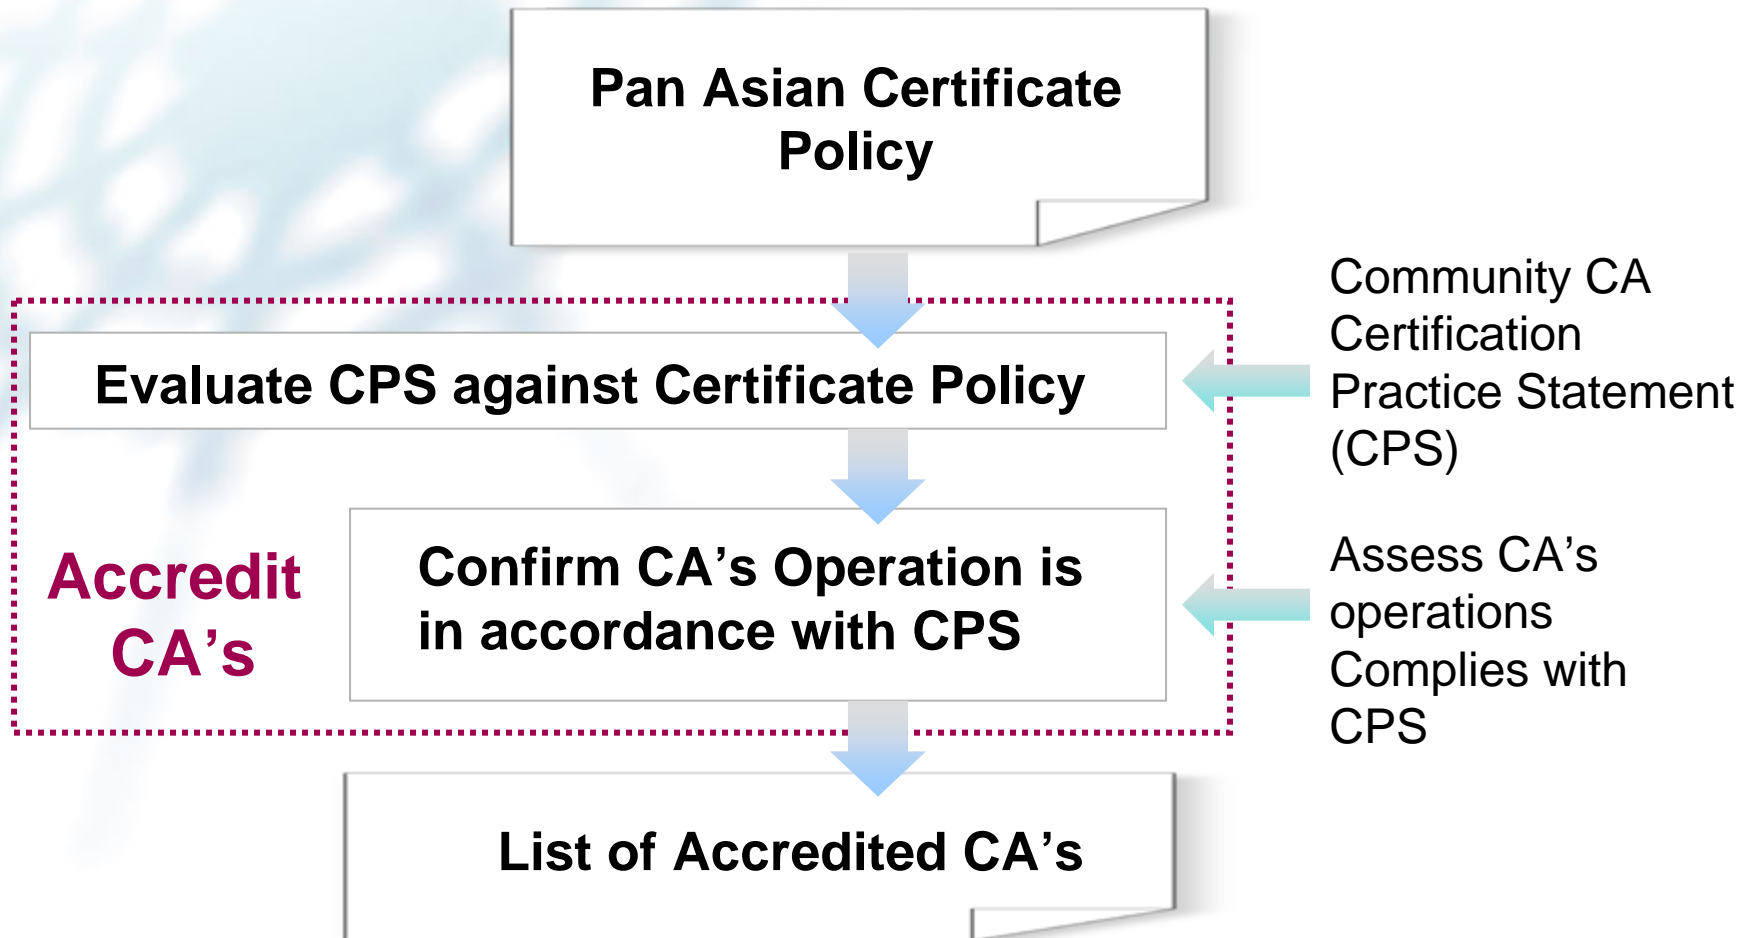 Pan Asian Certificate
Policy
Community CA
Certification
Practice Statement
(CPS)
Evaluate CPS against Certificate Policy
Accredit
CA’s
Confirm CA’s Operation is
in accordance with CPS
Assess CA’s
operations
Complies with
CPS
List of Accredited CA’s